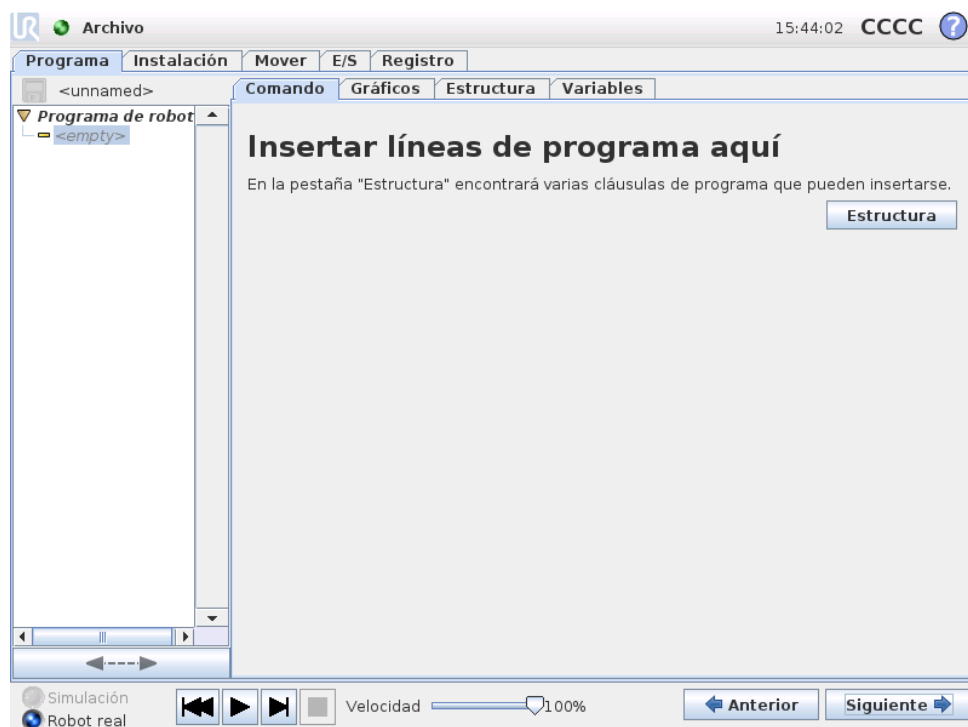 UR Archivo 15:44:02 CCCC ?
Programa Instalación Mover E/S Registro
<unnamed> Comando Gráficos Estructura Variables
Programa de robot
<empty>
Insertar líneas de programa aquí
En la pestaña "Estructura" encontrará varias cláusulas de programa que pueden insertarse.
Estructura
Simulación
Robot real
Velocidad 100% Anterior Siguiente